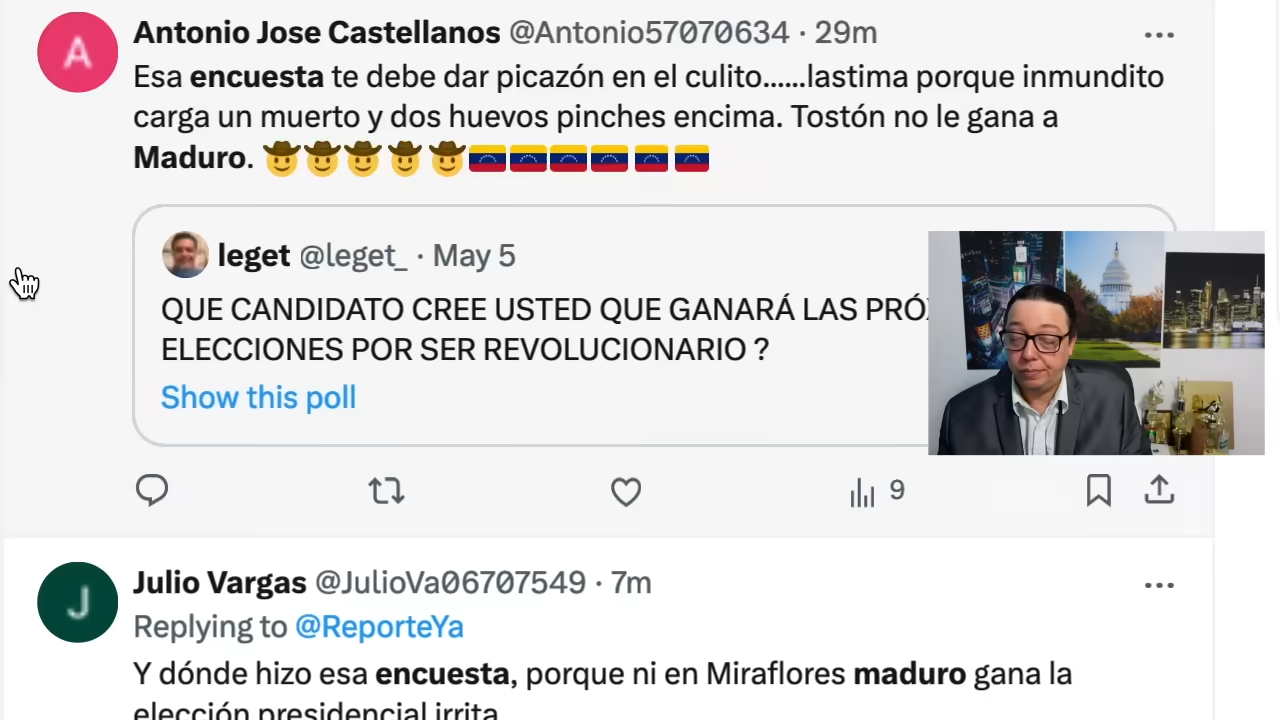 A
Antonio Jose Castellanos @Antonio57070634 · 29m
Esa encuesta te debe dar picazón en el culito......lastima porque inmundito
carga un muerto y dos huevos pinches encima. Tostón no le gana a
Maduro.
leget @leget_ · May 5
QUE CANDIDATO CREE USTED QUE GANARÁ LAS
ELECCIONES POR SER REVOLUCIONARIO ?
Show this poll
9
J
Julio Vargas @JulioVa06707549 · 7m
Replying to @ReporteYa
Y dónde hizo esa encuesta, porque ni en Miraflores maduro gana la
elección presidencial irrita